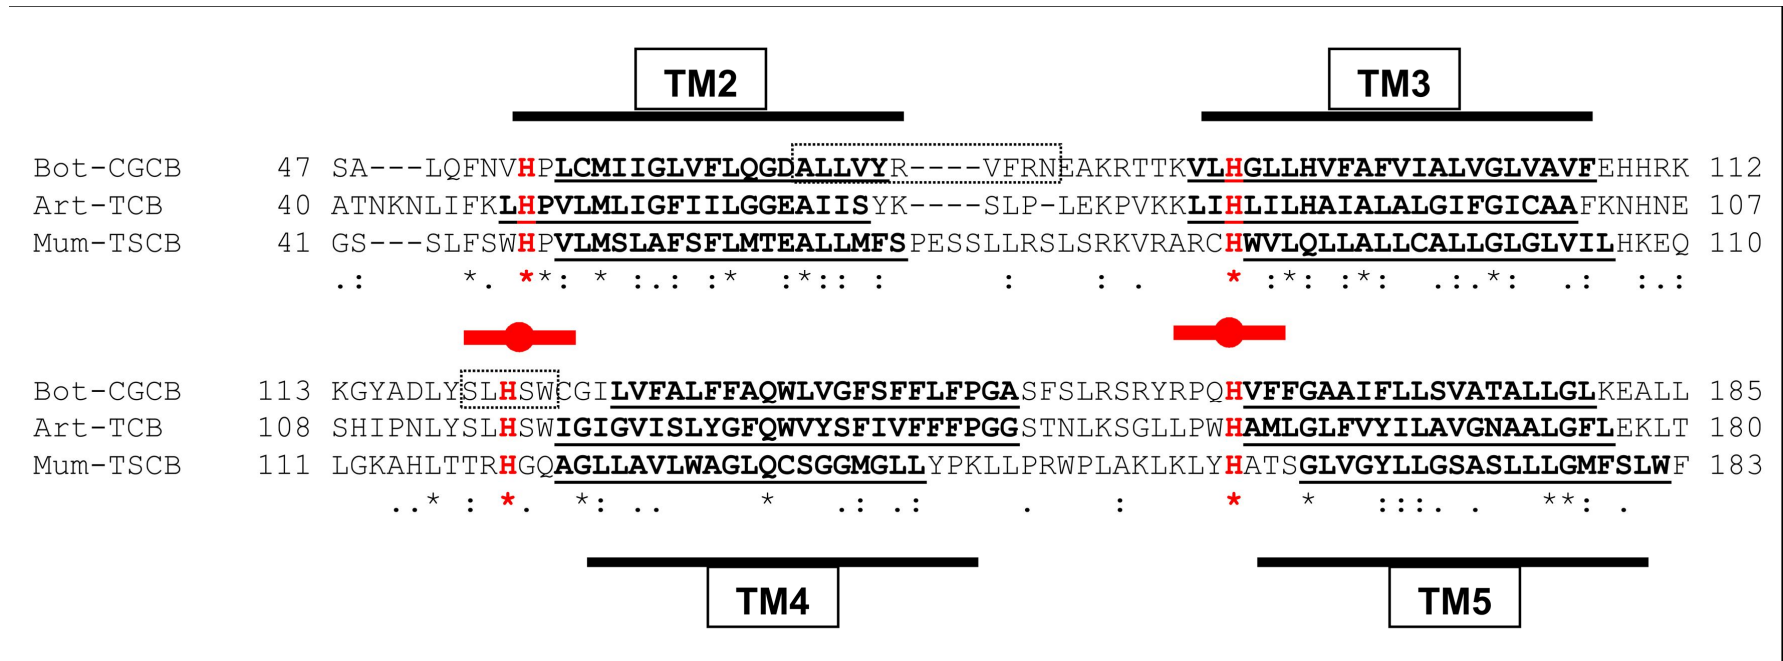 TM2 TM3
Bot-CGCB 47 SA---LQFNVHPLCMIIGLVFLQGDALLVYR----VFRNEAKRTTKVLHGLLHVFAFVIALVGLVAVFEHHRK 112
Art-TCB 40 ATNKNLIFKLHPVLMLIGFIILGGEAIISYK----SLP-LEKPVKKLIHLILHAIALALGIFGICAAFKNHNE 107
Mum-TSCB 41 GS---SLFSWHPVLMSLAFSFLMTEALLMFSPESSLLRSLSRKVRARCHWVLQLLALLCALLGLGLVILHKEQ 110
.: *. **: * :.: :* :*:: : : : . * :*: :*: .:.*: .: :.:
Bot-CGCB 113 KGYADLYSLHSWCGILVFALFFAQWLVGFSFFLFPGASFSLRSRYRPQHVFFGAAIFLLSVATALLGLKEALL 185
Art-TCB 108 SHIPNLYSLHSWIGIGVISLYGFQWVYSFIVFFFPGGSTNLKSGLLPWHAMLGLFVYILAVGNAALGFLEKLT 180
Mum-TSCB 111 LGKAHLTTRHGQAGLLAVLWAGLQCSGGMGLLYPKLLPRWPLAKLKLYHATSGLVGYLLGSASLLLGMFSLWF 183
..* : *. *: .. * .: .: . : * * :::. . **: .
TM4 TM5